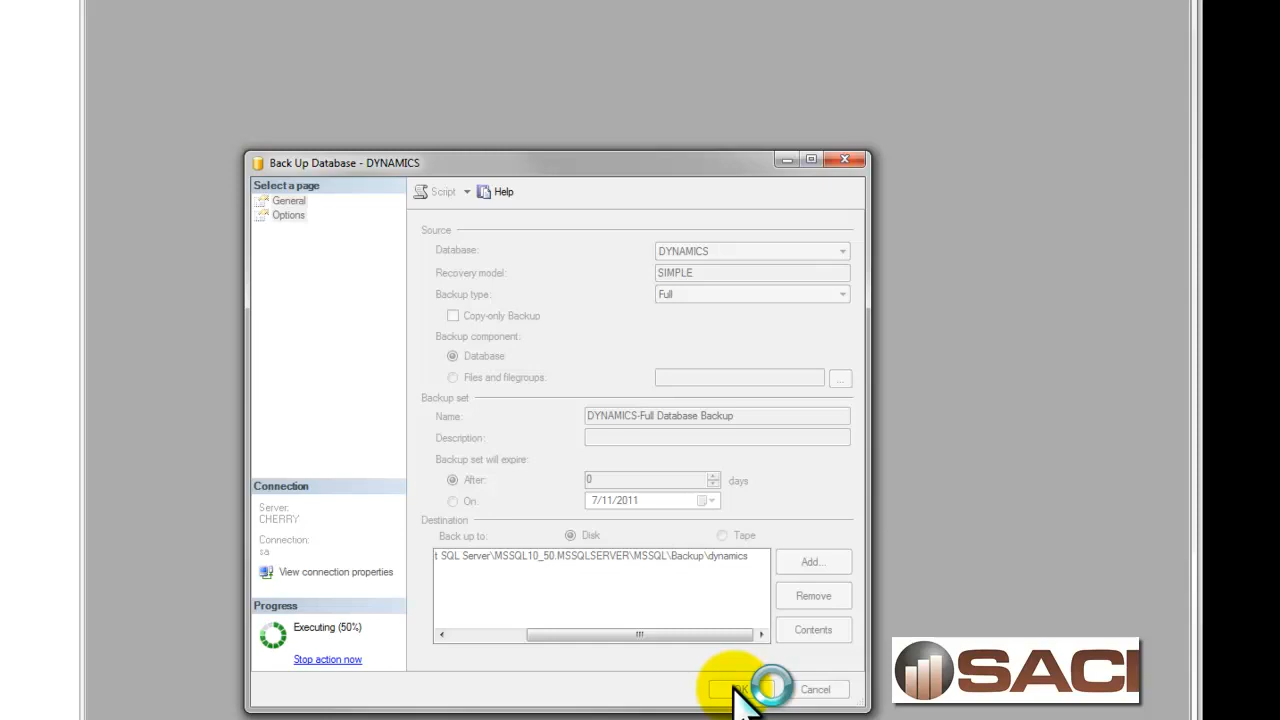 Back Up Database - DYNAMICS
Select a page
General
Options
Script
Help
Source
Database:
DYNAMICS
Recovery model:
SIMPLE
Backup type:
Full
Copy-only Backup
Backup component:
Database
Files and filegroups:
...
Backup set
Name:
DYNAMICS-Full Database Backup
Description:
Backup set will expire:
After:
0
days
On:
7/11/2011
Destination
Back up to:
Disk
Tape
t SQL Server\MSSQL10_50.MSSQLSERVER\MSSQL\Backup\dynamics
Add...
Remove
Contents
Connection
Server:
CHERRY
Connection:
sa
View connection properties
Progress
Executing (50%)
Stop action now
OK
Cancel
SACI